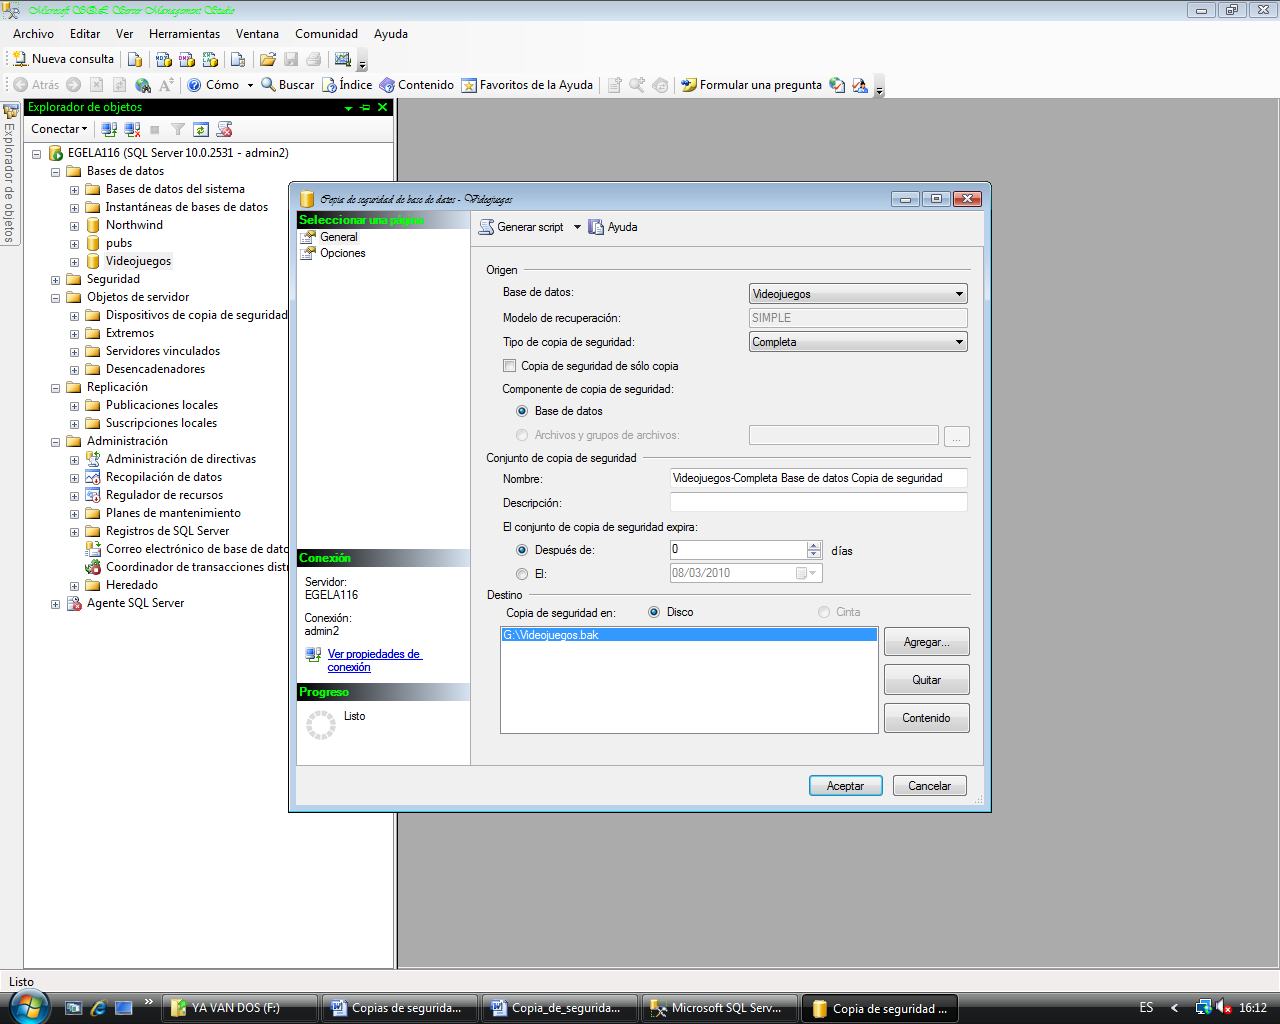 Microsoft SQL Server Management Studio
Archivo Editar Ver Herramientas Ventana Comunidad Ayuda
Nueva consulta
Atrás Cómo Buscar Índice Contenido Favoritos de la Ayuda Formular una pregunta
Explorador de objetos
Explorador de objetos
Conectar
EGELA116 (SQL Server 10.0.2531 - admin2)
Bases de datos
Bases de datos del sistema
Instantáneas de bases de datos
Northwind
pubs
Videojuegos
Seguridad
Objetos de servidor
Dispositivos de copia de seguridad
Extremos
Servidores vinculados
Desencadenadores
Replicación
Publicaciones locales
Suscripciones locales
Administración
Administración de directivas
Recopilación de datos
Regulador de recursos
Planes de mantenimiento
Registros de SQL Server
Correo electrónico de base de dato
Coordinador de transacciones distr
Heredado
Agente SQL Server
Copia de seguridad de base de datos - Videojuegos
Seleccionar una página
General
Opciones
Conexión
Servidor:
EGELA116
Conexión:
admin2
Ver propiedades de
conexión
Progreso
Listo
Generar script Ayuda
Origen
Base de datos: Videojuegos
Modelo de recuperación: SIMPLE
Tipo de copia de seguridad: Completa
Copia de seguridad de sólo copia
Componente de copia de seguridad:
Base de datos
Archivos y grupos de archivos: ...
Conjunto de copia de seguridad
Nombre: Videojuegos-Completa Base de datos Copia de seguridad
Descripción:
El conjunto de copia de seguridad expira:
Después de: 0 días
El: 08/03/2010
Destino
Copia de seguridad en: Disco Cinta
G:\Videojuegos.bak
Agregar...
Quitar
Contenido
Aceptar Cancelar
Listo
YA VAN DOS (F:) Copias de segurida... Copia_de_segurida... Microsoft SQL Serv... Copia de seguridad ... ES 16:12